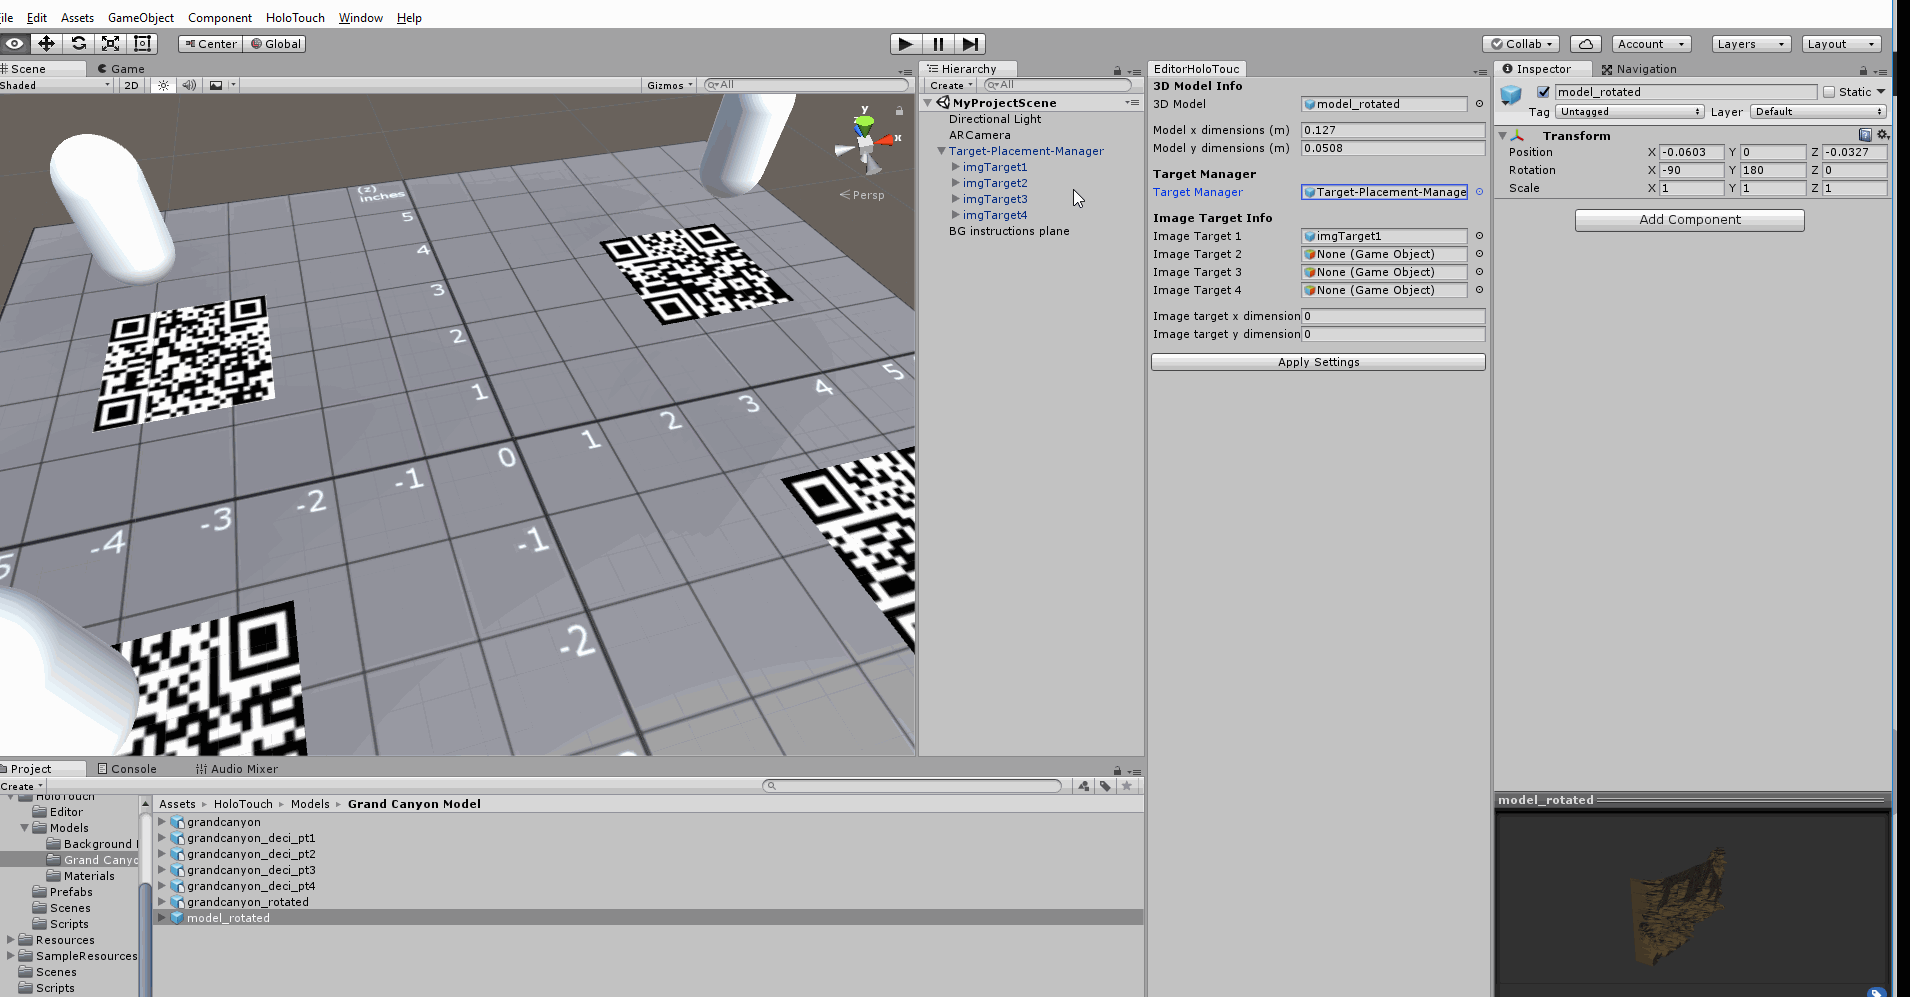 ile Edit Assets GameObject Component HoloTouch Window Help
Center Global Collab Account Layers Layout
Scene Game
Shaded 2D Gizmos All
y
x
Persp
(z)
inches
5
4
3
2
1
0
1
2
3
4
5
-1
-2
-3
-4
5
-1
-2
Hierarchy
Create All
MyProjectScene
Directional Light
ARCamera
Target-Placement-Manager
imgTarget1
imgTarget2
imgTarget3
imgTarget4
BG instructions plane
EditorHoloTouc
3D Model Info
3D Model model_rotated
Model x dimensions (m) 0.127
Model y dimensions (m) 0.0508
Target Manager
Target Manager Target-Placement-Manage
Image Target Info
Image Target 1 imgTarget1
Image Target 2 None (Game Object)
Image Target 3 None (Game Object)
Image Target 4 None (Game Object)
Image target x dimension 0
Image target y dimension 0
Apply Settings
Inspector Navigation
model_rotated Static
Tag Untagged Layer Default
Transform
Position X -0.0603 Y 0 Z -0.0327
Rotation X -90 Y 180 Z 0
Scale X 1 Y 1 Z 1
Add Component
Project Console Audio Mixer
Create
HoloTouch
Editor
Models
Background
Grand Canyo
Materials
Prefabs
Scenes
Scripts
Resources
SampleResources
Scenes
Scripts
Assets HoloTouch Models Grand Canyon Model
grandcanyon
grandcanyon_deci_pt1
grandcanyon_deci_pt2
grandcanyon_deci_pt3
grandcanyon_deci_pt4
grandcanyon_rotated
model_rotated
model_rotated